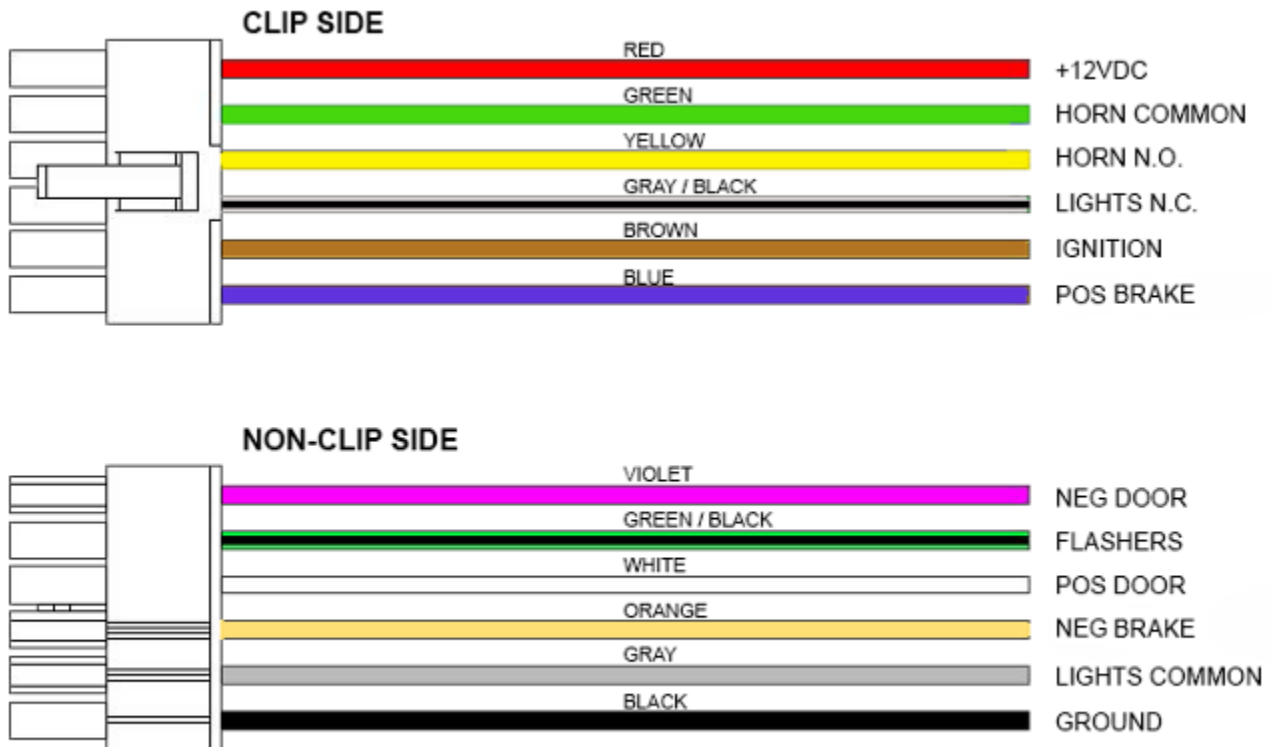 CLIP SIDE
RED
+12VDC
GREEN
HORN COMMON
YELLOW
HORN N.O.
GRAY / BLACK
LIGHTS N.C.
BROWN
IGNITION
BLUE
POS BRAKE
NON-CLIP SIDE
VIOLET
NEG DOOR
GREEN / BLACK
FLASHERS
WHITE
POS DOOR
ORANGE
NEG BRAKE
GRAY
LIGHTS COMMON
BLACK
GROUND